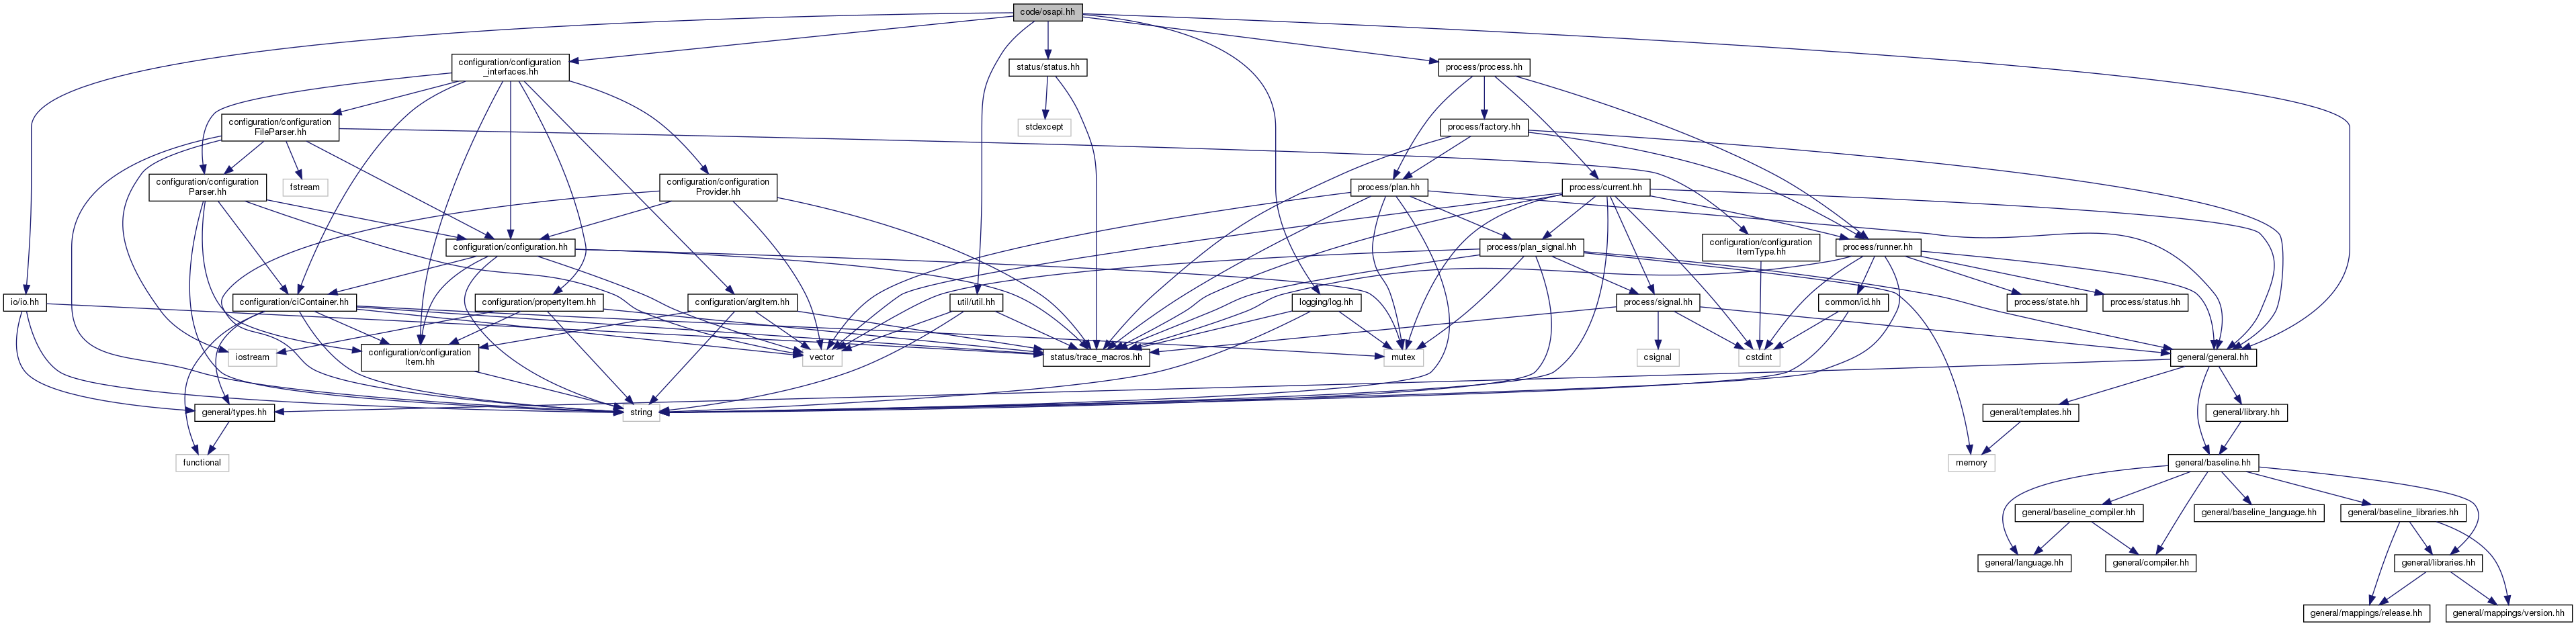 code/osapi.hh
configuration/configuration
_interfaces.hh
status/status.hh
process/process.hh
configuration/configuration
FileParser.hh
stdexcept
process/factory.hh
configuration/configuration
Parser.hh
fstream
configuration/configuration
Provider.hh
process/plan.hh
process/current.hh
configuration/configuration.hh
process/plan_signal.hh
configuration/configuration
ItemType.hh
process/runner.hh
io/io.hh
configuration/ciContainer.hh
configuration/propertyItem.hh
configuration/argItem.hh
util/util.hh
logging/log.hh
process/signal.hh
common/id.hh
process/state.hh
process/status.hh
iostream
configuration/configuration
Item.hh
vector
status/trace_macros.hh
mutex
csignal
cstdint
general/general.hh
general/types.hh
string
general/templates.hh
general/library.hh
functional
memory
general/baseline.hh
general/baseline_compiler.hh
general/baseline_language.hh
general/baseline_libraries.hh
general/language.hh
general/compiler.hh
general/libraries.hh
general/mappings/release.hh
general/mappings/version.hh